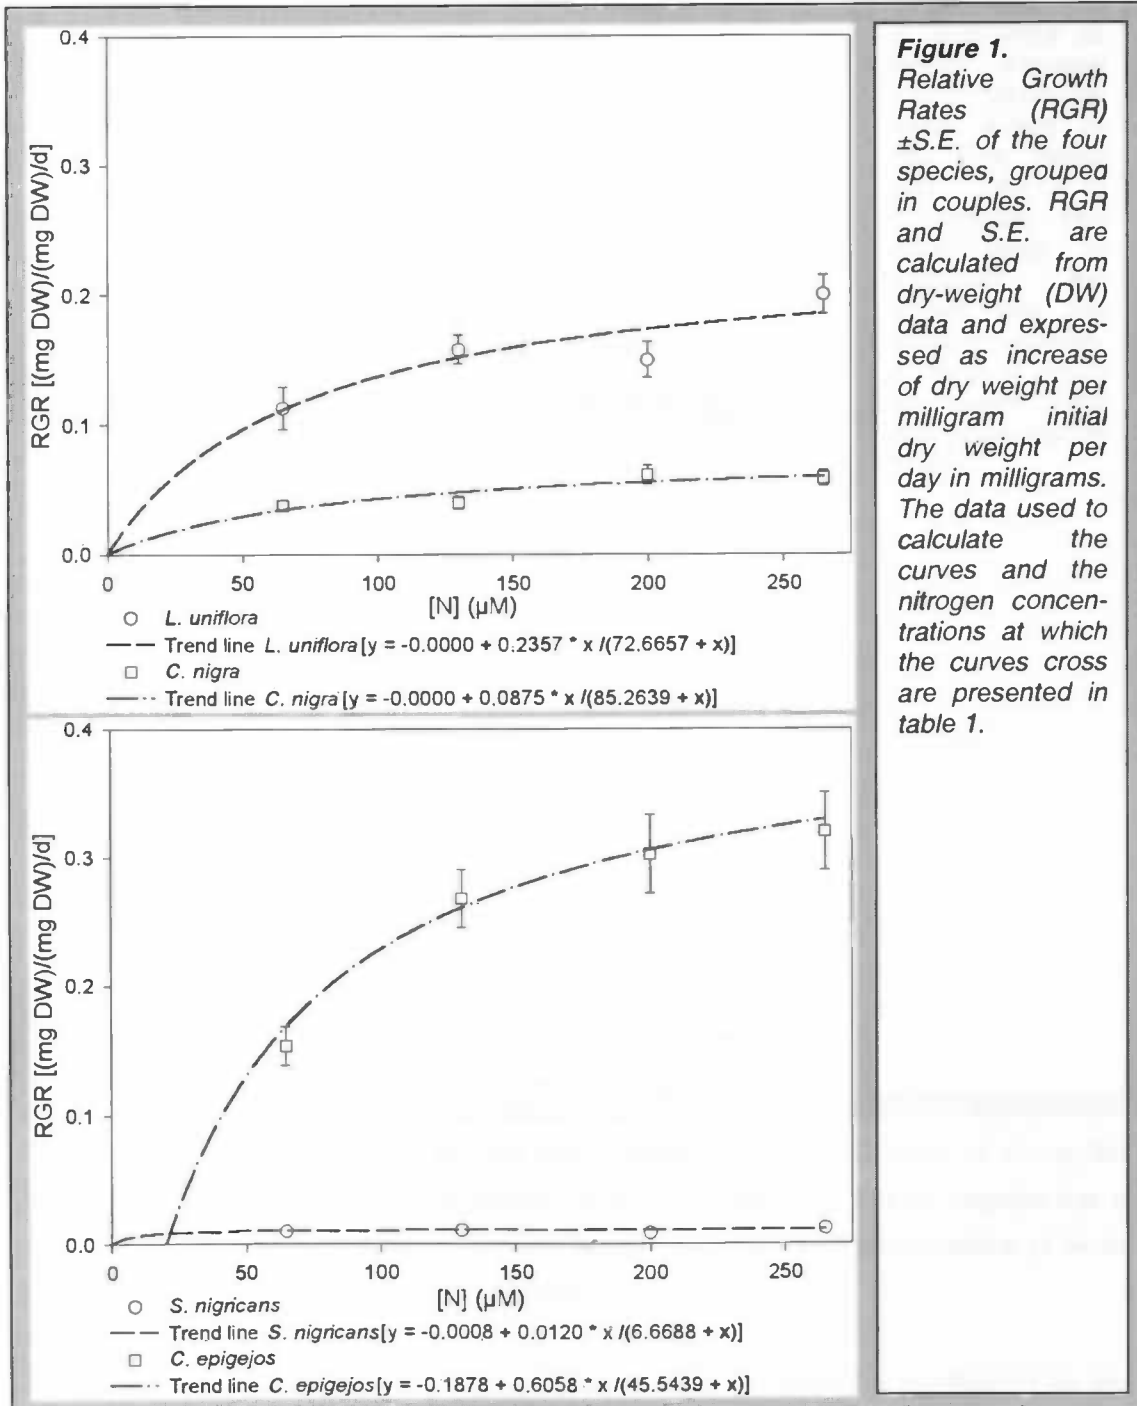 0.4
0.3
0.2
0.1
0.0
RGR [(mg DW)/(mg DW)/d]
0 50 100 150 200 250
[N] (µM)
L. uniflora
Trend line L. uniflora [y = -0.0000 + 0.2357 * x /(72.6657 + x)]
C. nigra
Trend line C. nigra [y = -0.0000 + 0.0875 * x /(85.2639 + x)]
0.4
0.3
0.2
0.1
0.0
RGR [(mg DW)/(mg DW)/d]
0 50 100 150 200 250
[N] (µM)
S. nigricans
Trend line S. nigricans [y = -0.0008 + 0.0120 * x /(6.6688 + x)]
C. epigejos
Trend line C. epigejos [y = -0.1878 + 0.6058 * x /(45.5439 + x)]
Figure 1.
Relative Growth
Rates (RGR)
±S.E. of the four
species, grouped
in couples. RGR
and S.E. are
calculated from
dry-weight (DW)
data and expres-
sed as increase
of dry weight per
milligram initial
dry weight per
day in milligrams.
The data used to
calculate the
curves and the
nitrogen concen-
trations at which
the curves cross
are presented in
table 1.